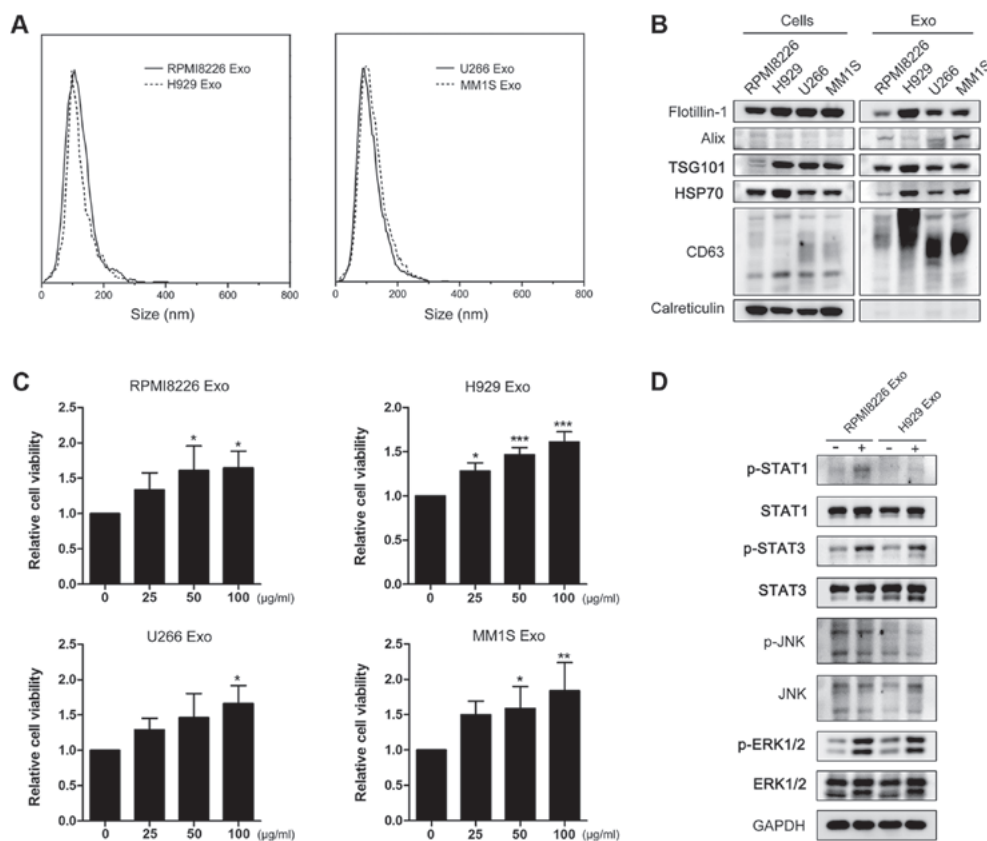 A
RPMI8226 Exo
H929 Exo
0 200 400 600 800
Size (nm)
U266 Exo
MM1S Exo
0 200 400 600 800
Size (nm)
B
Cells Exo
RPMI8226 H929 U266 MM1S RPMI8226 H929 U266 MM1S
Flotillin-1
Alix
TSG101
HSP70
CD63
Calreticulin
C
RPMI8226 Exo
Relative cell viability
2.5
2.0
1.5
1.0
0.5
0.0
* *
0 25 50 100 (μg/ml)
H929 Exo
Relative cell viability
2.5
2.0
1.5
1.0
0.5
0.0
* *** ***
0 25 50 100 (μg/ml)
U266 Exo
Relative cell viability
2.5
2.0
1.5
1.0
0.5
0.0
*
0 25 50 100 (μg/ml)
MM1S Exo
Relative cell viability
2.5
2.0
1.5
1.0
0.5
0.0
* **
0 25 50 100 (μg/ml)
D
RPMI8226 Exo H929 Exo
– + – +
p-STAT1
STAT1
p-STAT3
STAT3
p-JNK
JNK
p-ERK1/2
ERK1/2
GAPDH